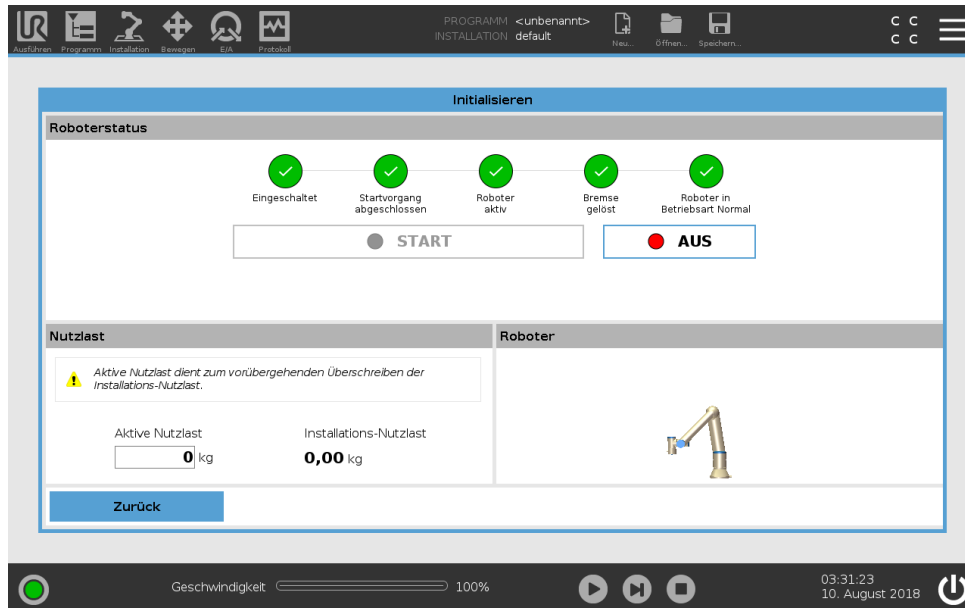 PROGRAMM <unbenannt>
INSTALLATION default
C C
C C
Ausführen Programm Installation Bewegen E/A Protokoll Neu... Öffnen... Speichern...
Initialisieren
Roboterstatus
Eingeschaltet
Startvorgang
abgeschlossen
Roboter
aktiv
Bremse
gelöst
Roboter in
Betriebsart Normal
START
AUS
Nutzlast
Roboter
Aktive Nutzlast dient zum vorübergehenden Überschreiben der
Installations-Nutzlast.
Aktive Nutzlast
Installations-Nutzlast
0 kg
0,00 kg
Zurück
Geschwindigkeit 100%
03:31:23
10. August 2018